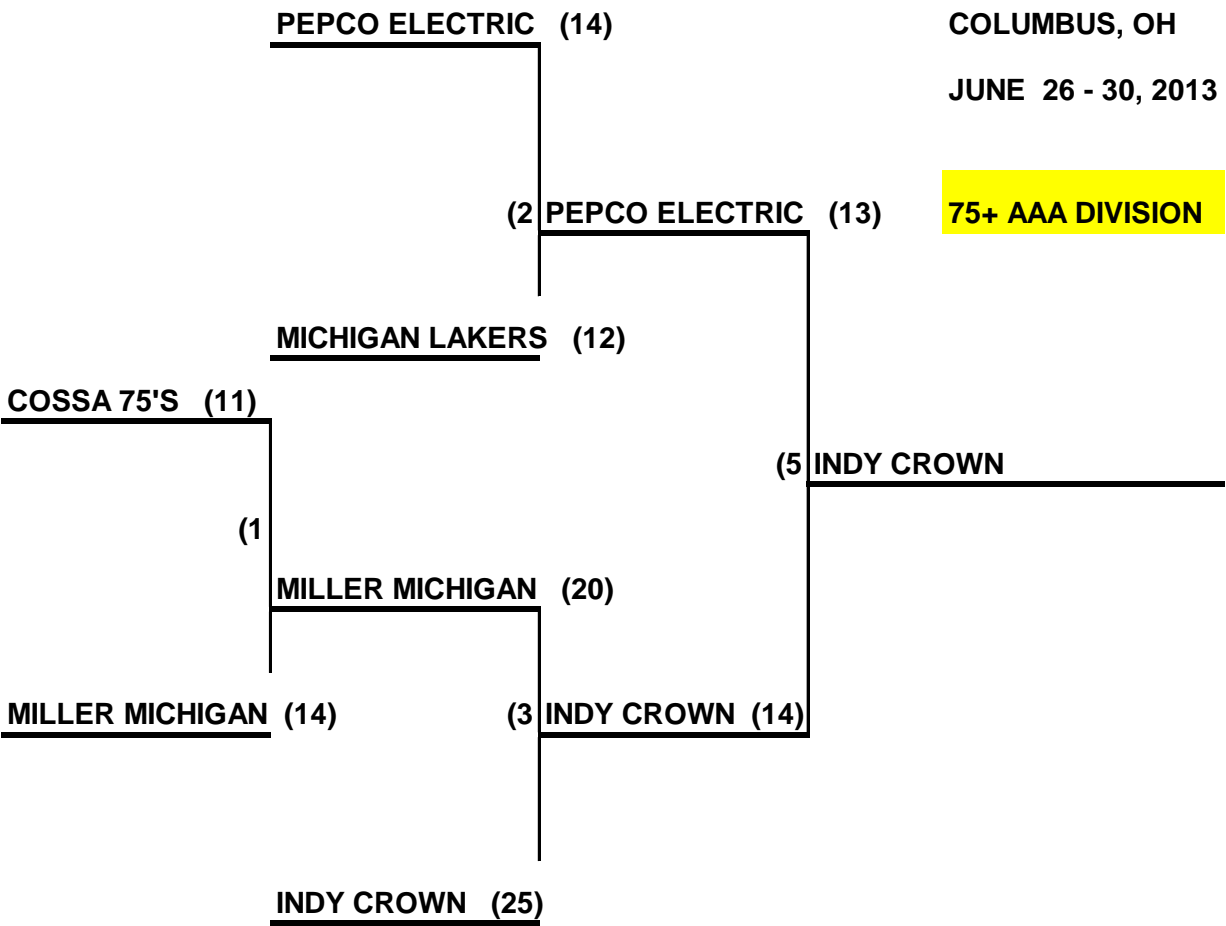 PEPCO ELECTRIC (14) COLUMBUS, OH
JUNE 26 - 30, 2013
(2 PEPCO ELECTRIC (13) 75+ AAA DIVISION
MICHIGAN LAKERS (12)
COSSA 75'S (11)
(5 INDY CROWN
(1
MILLER MICHIGAN (20)
MILLER MICHIGAN (14) (3 INDY CROWN (14)
INDY CROWN (25)